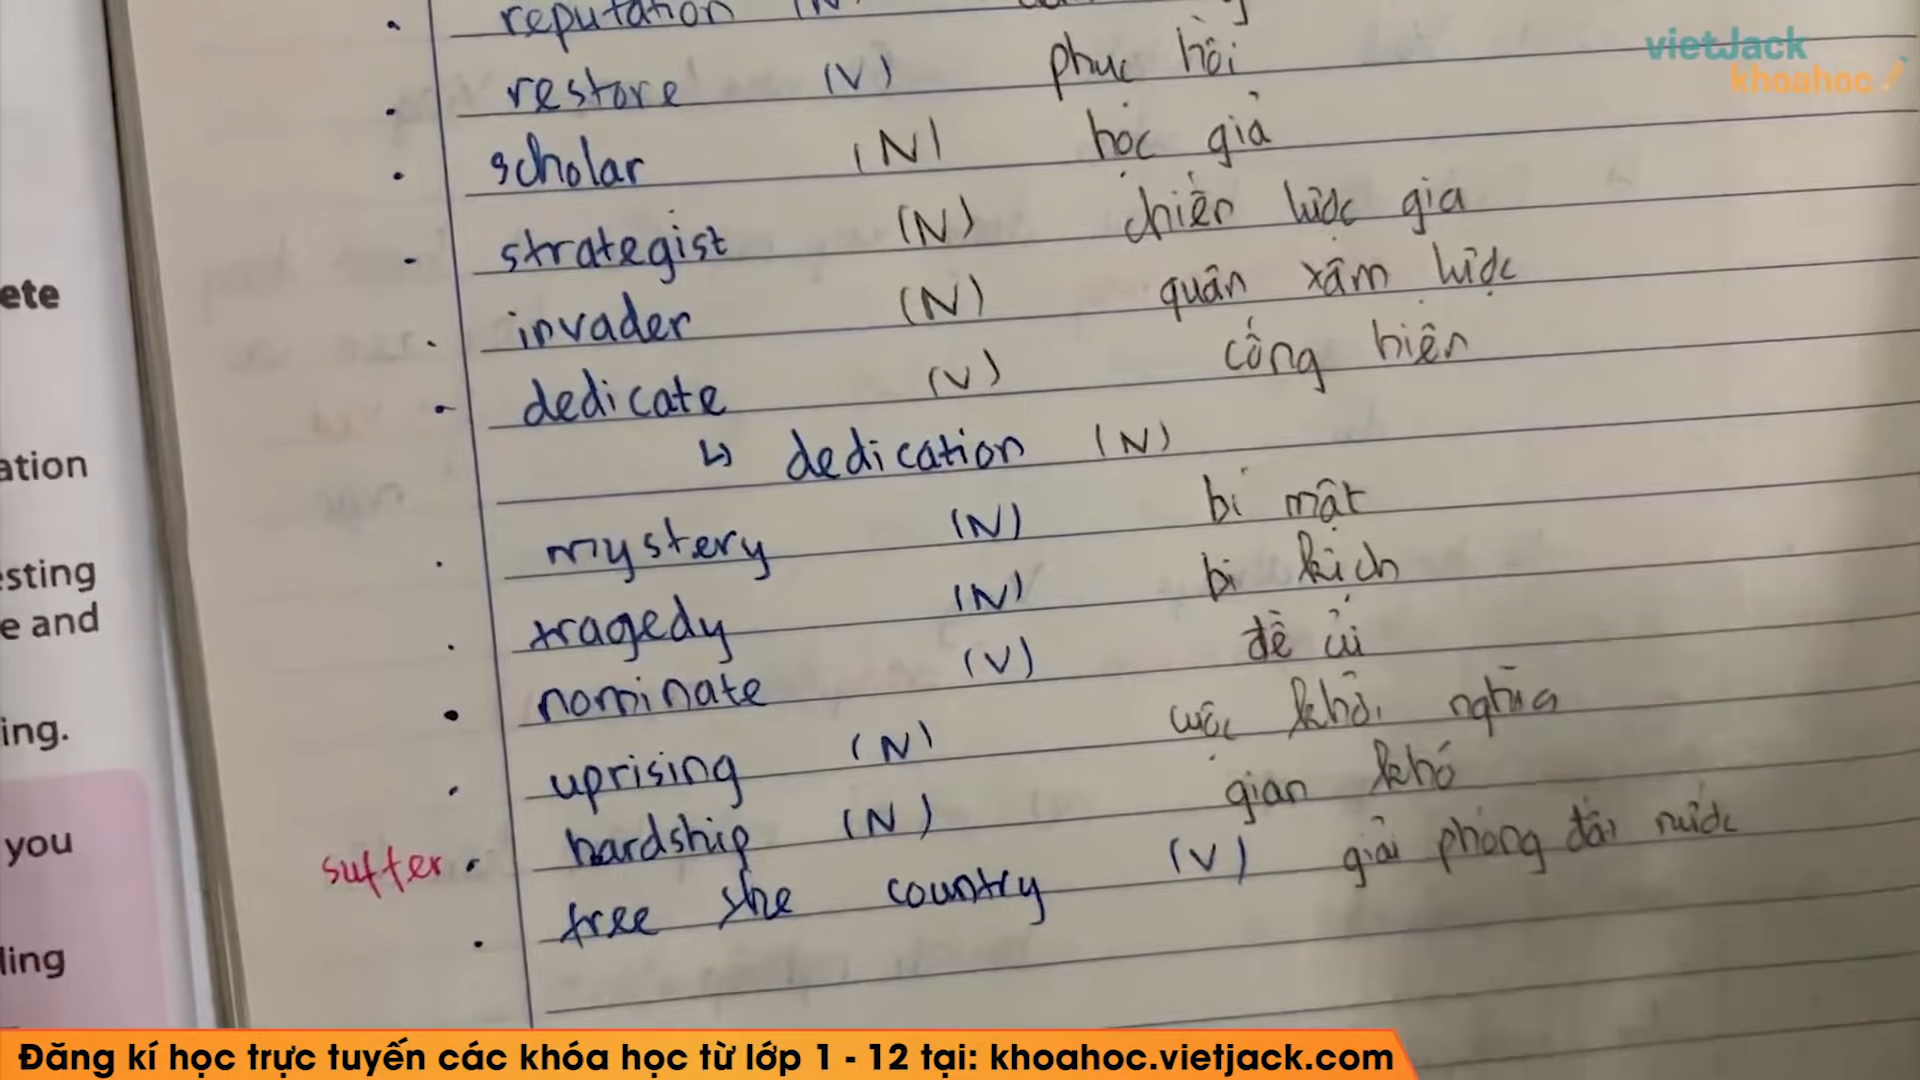 reputation (N)
restore (V) phục hồi
scholar (N) học giả
strategist (N) chiến lược gia
invader (N) quân xâm lược
dedicate (V) cống hiến
↳ dedication (N)
mystery (N) bí mật
tragedy (N) bi kịch
nominate (V) đề cử
uprising (N) cuộc khởi nghĩa
suffer hardship (N) gian khó
free the country (V) giải phóng đất nước
ete
ation
esting
e and
ing.
you
ling
vietJack
khoahoc
Đăng kí học trực tuyến các khóa học từ lớp 1 - 12 tại: khoahoc.vietjack.com